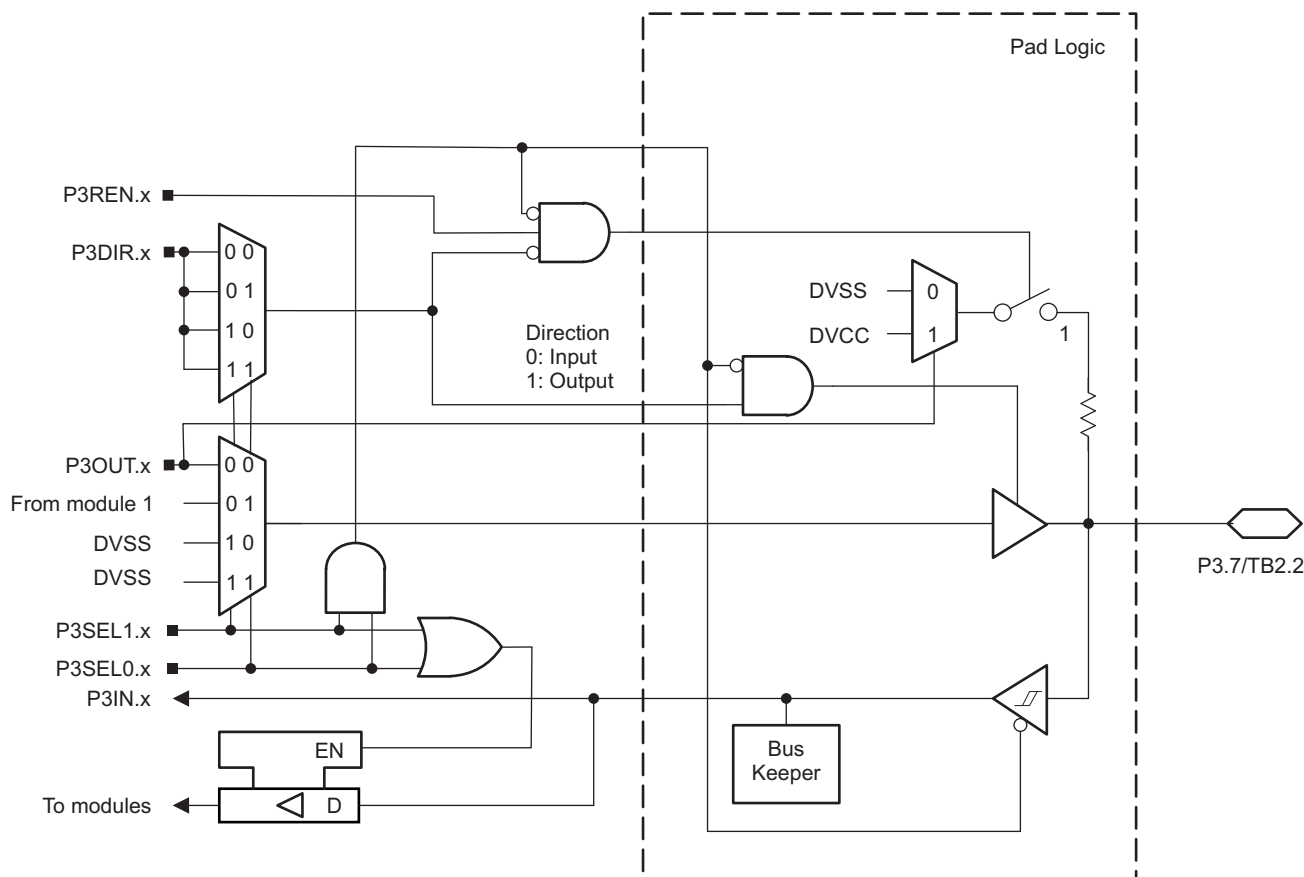 Pad Logic
P3REN.x
P3DIR.x
0 0
0 1
1 0
1 1
Direction
0: Input
1: Output
DVSS
0
DVCC
1
1
P3OUT.x
0 0
From module 1
0 1
DVSS
1 0
DVSS
1 1
P3.7/TB2.2
P3SEL1.x
P3SEL0.x
P3IN.x
EN
Bus
Keeper
To modules
D